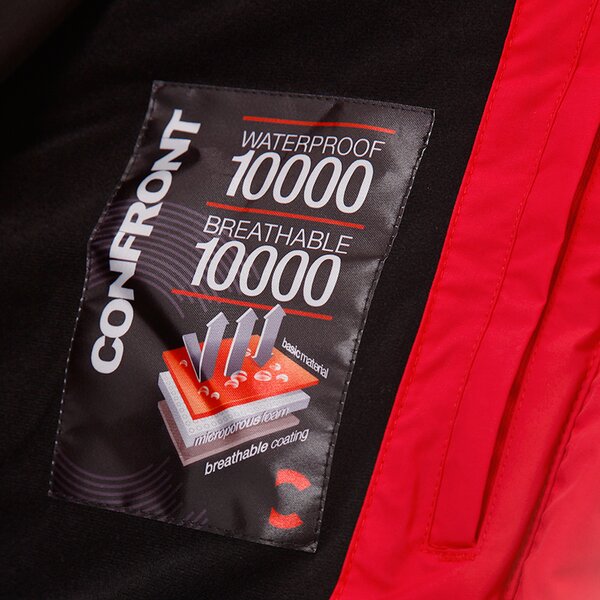 CONFRONT
WATERPROOF
10000
BREATHABLE
10000
basic material
microporous foam
breathable coating